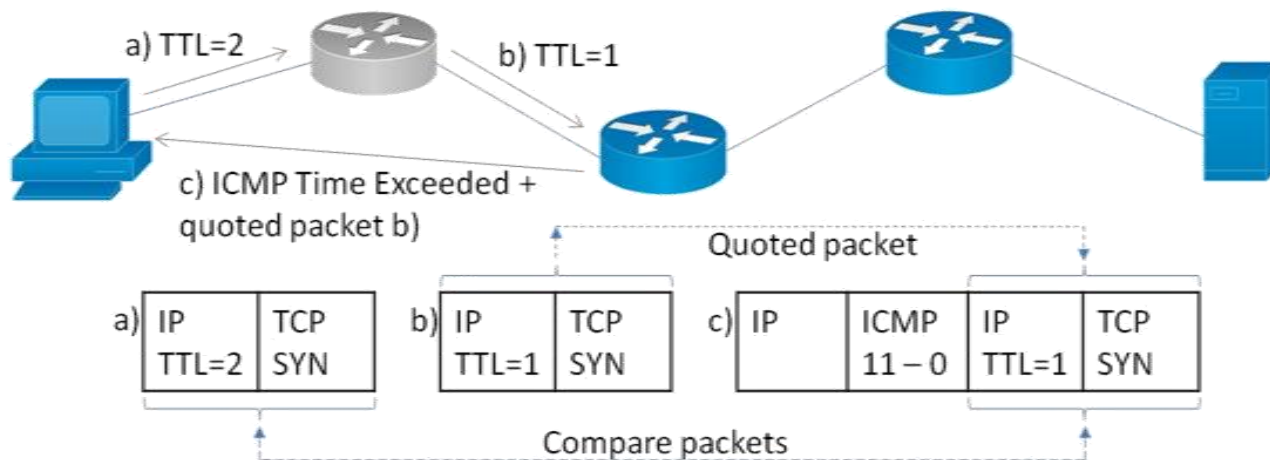 a) TTL=2
b) TTL=1
c) ICMP Time Exceeded +
quoted packet b)
Quoted packet
a) IP TCP b) IP TCP c) IP ICMP IP TCP
TTL=2 SYN TTL=1 SYN 11 – 0 TTL=1 SYN
Compare packets